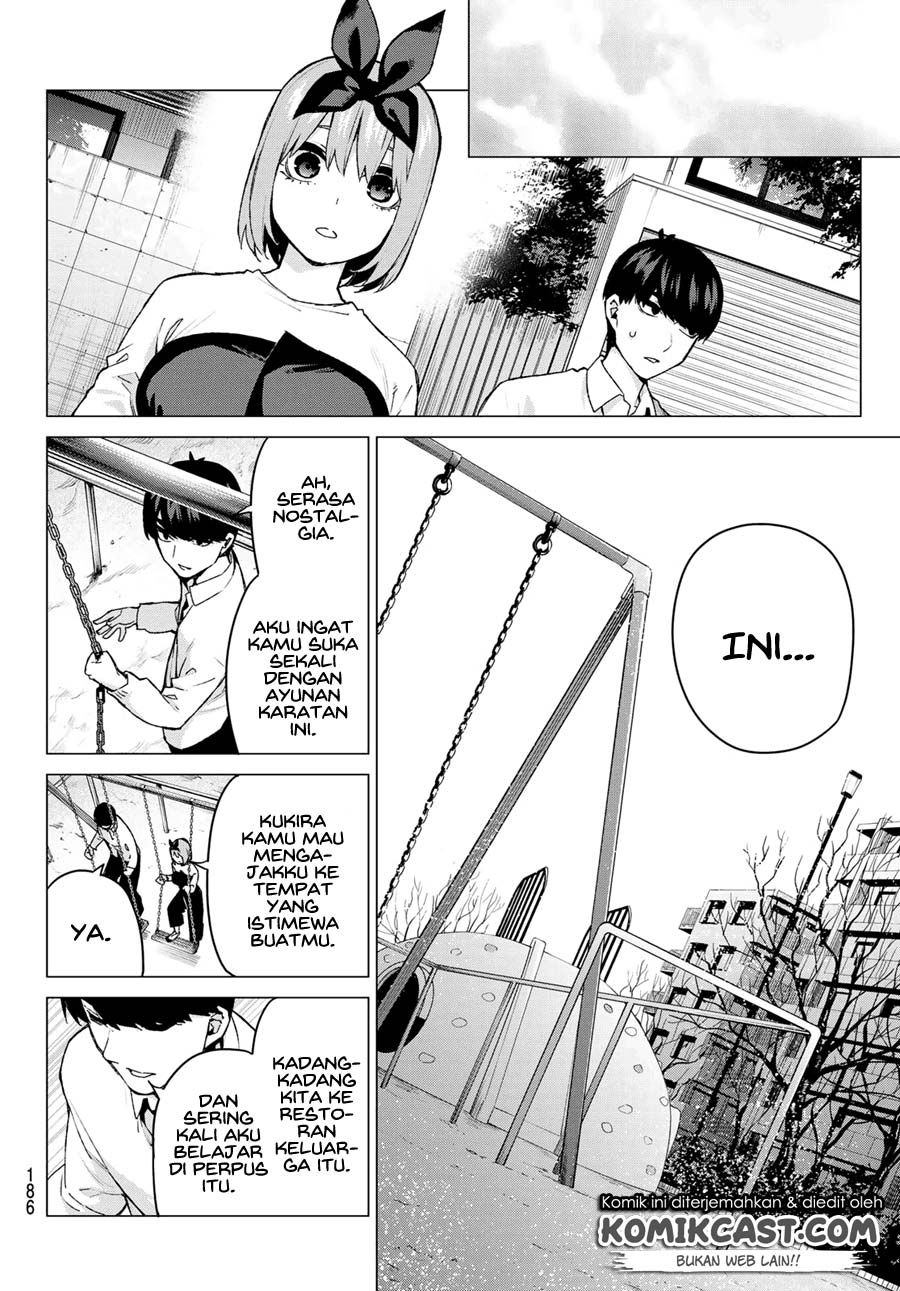 INI...
AH,
SERASA
NOSTAL-
GIA.
AKU INGAT
KAMU SUKA
SEKALI
DENGAN
AYUNAN
KARATAN
INI.
KUKIRA
KAMU MAU
MENGA-
JAKKU KE
TEMPAT
YANG
ISTIMEWA
BUATMU.
YA.
KADANG-
KADANG
KITA KE
RESTO-
RAN
KELUAR-
GA ITU.
DAN
SERING
KALI AKU
BELAJAR
DI PERPUS
ITU.
186
Komik ini diterjemahkan & diedit oleh
KOMIKCAST.COM
BUKAN WEB LAIN!!